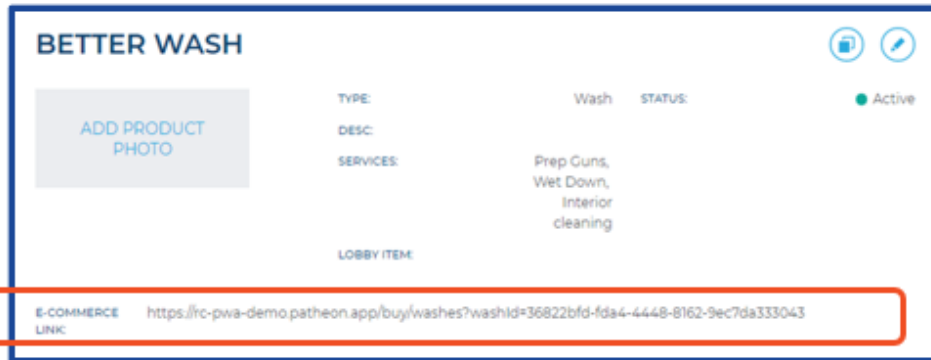 BETTER WASH
ADD PRODUCT
PHOTO
TYPE: Wash STATUS: Active
DESC:
SERVICES: Prep Guns,
Wet Down,
Interior
cleaning
LOBBY ITEM:
E-COMMERCE
LINK: https://rc-pwa-demo.patheon.app/buy/washes?washId=36822bfd-fda4-4448-8162-9ec7da333043